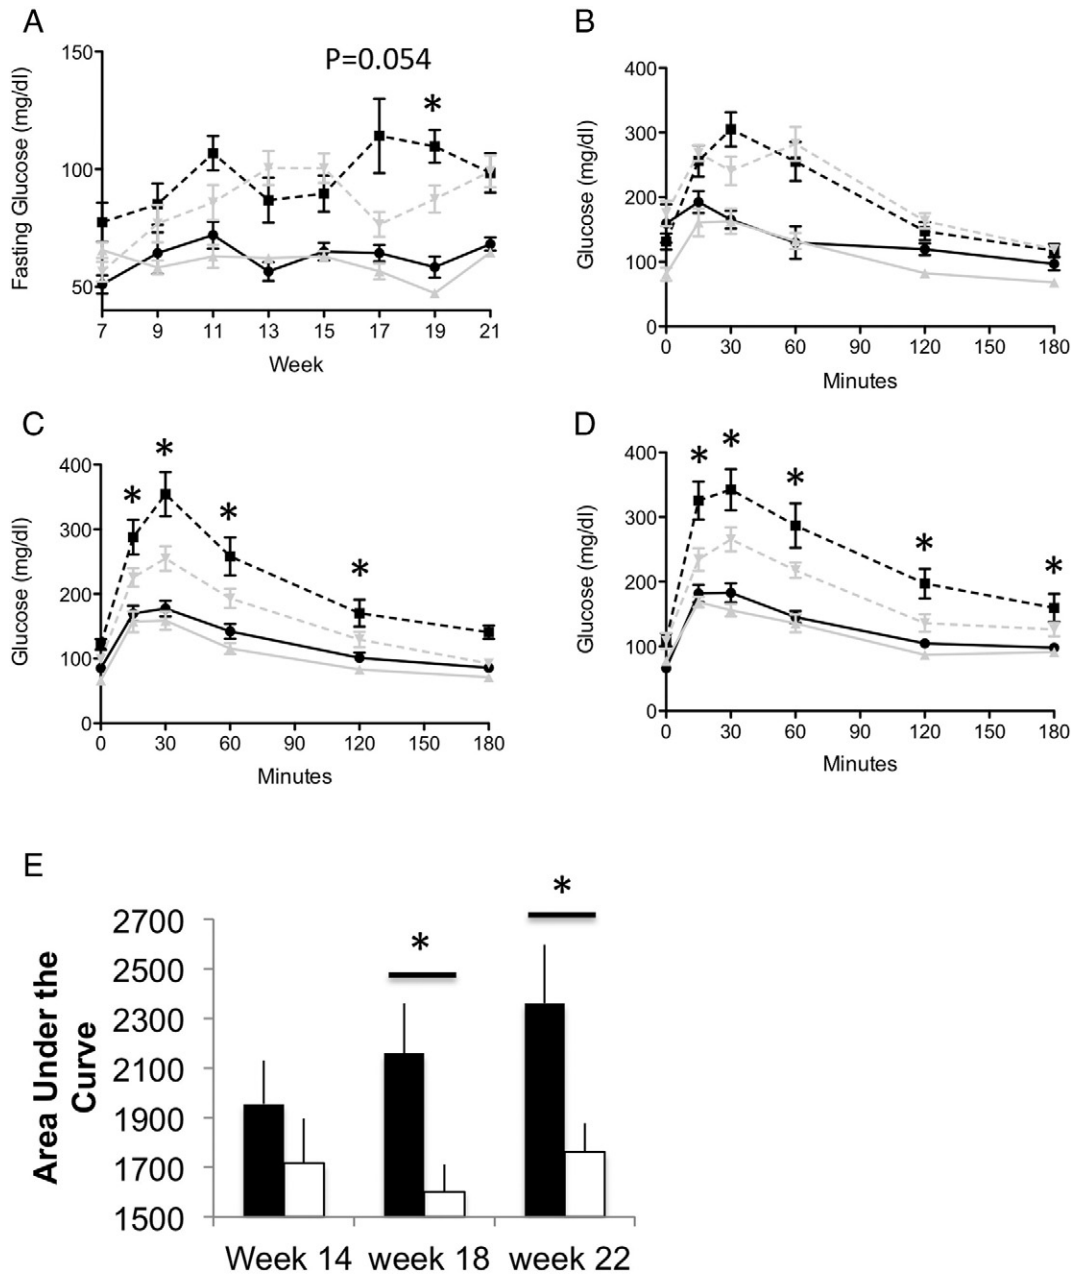 A
P=0.054
*
Fasting Glucose (mg/dl)
150
100
50
7 9 11 13 15 17 19 21
Week
B
Glucose (mg/dl)
400
300
200
100
0
0 30 60 90 120 150 180
Minutes
C
* * * *
Glucose (mg/dl)
400
300
200
100
0
0 30 60 90 120 150 180
Minutes
D
* * * * *
Glucose (mg/dl)
400
300
200
100
0
0 30 60 90 120 150 180
Minutes
E
* *
Area Under the
Curve
2700
2500
2300
2100
1900
1700
1500
Week 14 week 18 week 22